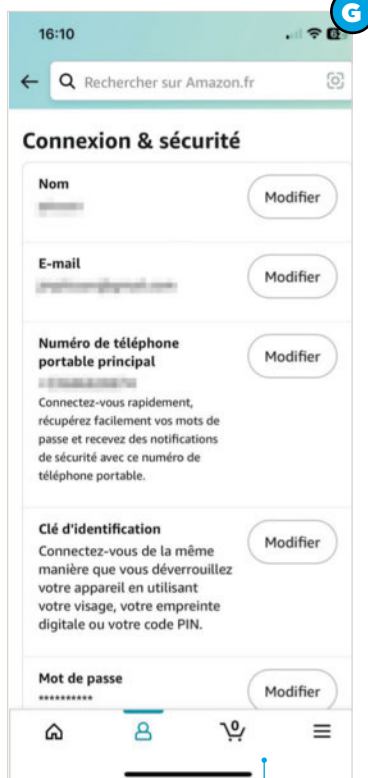 G
16:10
Rechercher sur Amazon.fr
Connexion & sécurité
Nom
Modifier
E-mail
Modifier
Numéro de téléphone
portable principal
Modifier
Connectez-vous rapidement,
récupérez facilement vos mots de
passe et recevez des notifications
de sécurité avec ce numéro de
téléphone portable.
Clé d'identification
Modifier
Connectez-vous de la même
manière que vous déverrouillez
votre appareil en utilisant
votre visage, votre empreinte
digitale ou votre code PIN.
Mot de passe
**********
Modifier
0